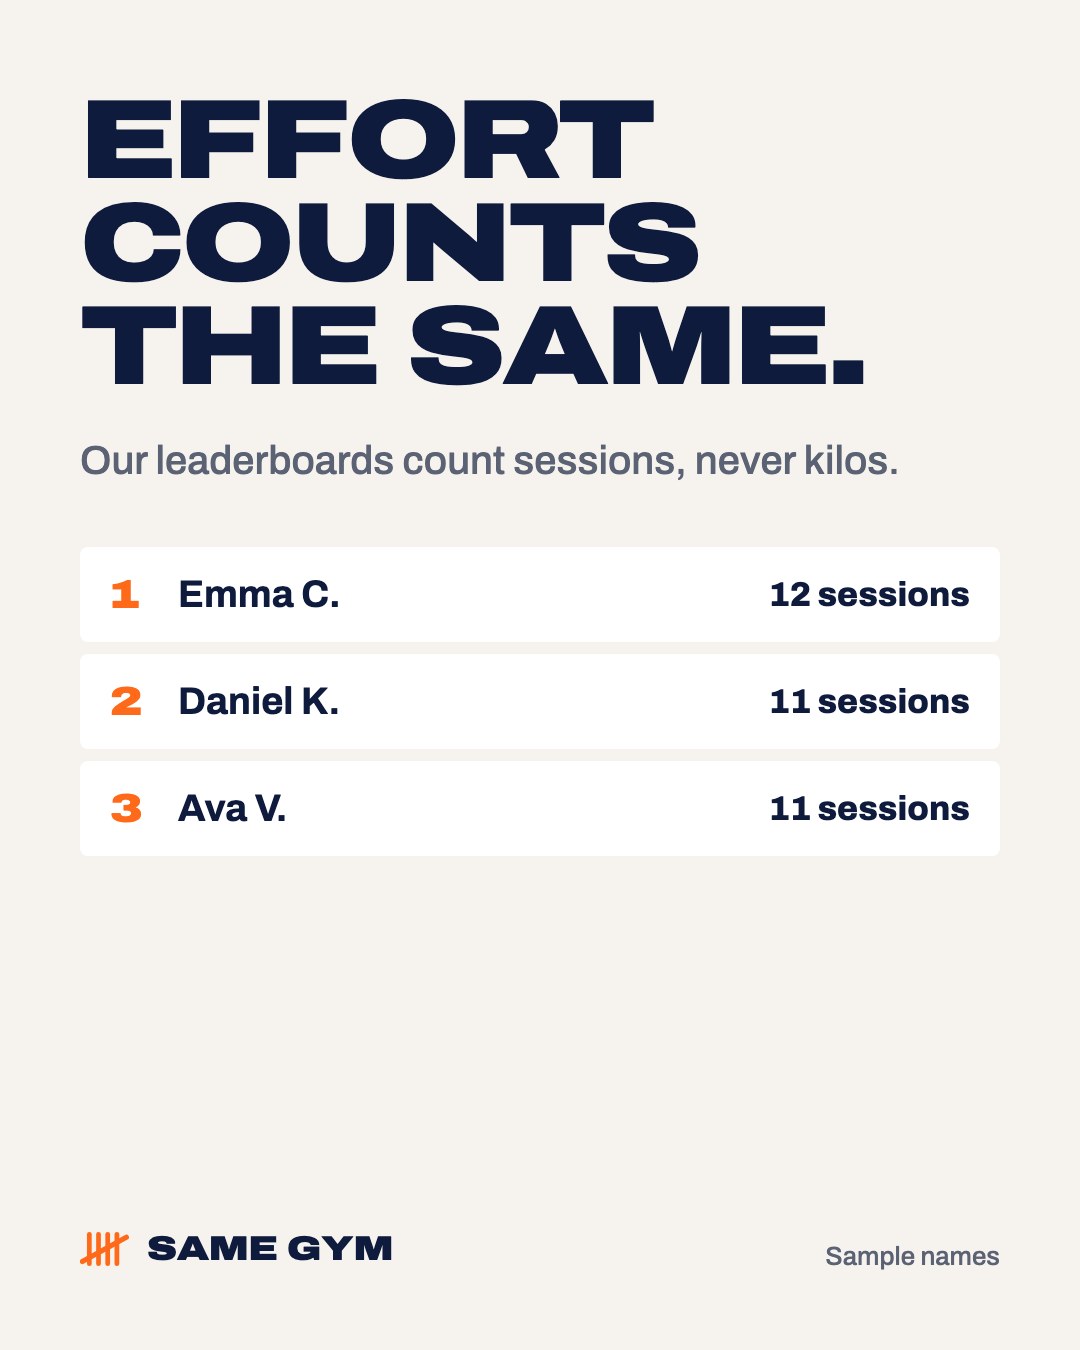 EFFORT
COUNTS
THE SAME.
Our leaderboards count sessions, never kilos.
1 Emma C. 12 sessions
2 Daniel K. 11 sessions
3 Ava V. 11 sessions
SAME GYM
Sample names